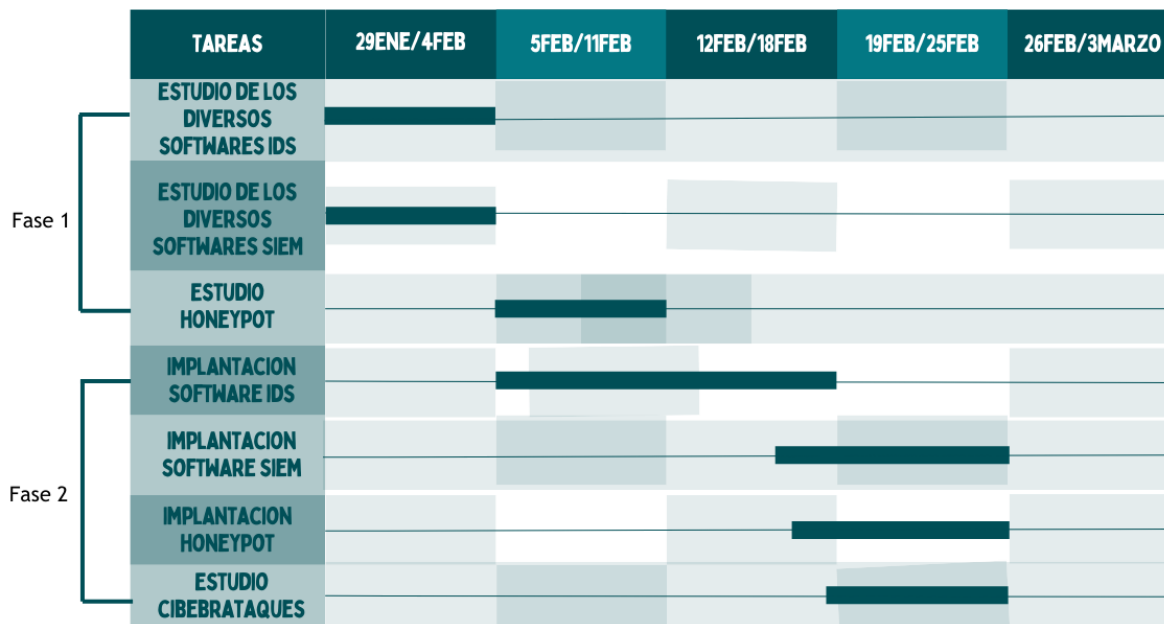 TAREAS
29ENE/4FEB
5FEB/11FEB
12FEB/18FEB
19FEB/25FEB
26FEB/3MARZO
Fase 1
ESTUDIO DE LOS
DIVERSOS
SOFTWARES IDS
ESTUDIO DE LOS
DIVERSOS
SOFTWARES SIEM
ESTUDIO
HONEYPOT
Fase 2
IMPLANTACION
SOFTWARE IDS
IMPLANTACION
SOFTWARE SIEM
IMPLANTACION
HONEYPOT
ESTUDIO
CIBEBRATAQUES